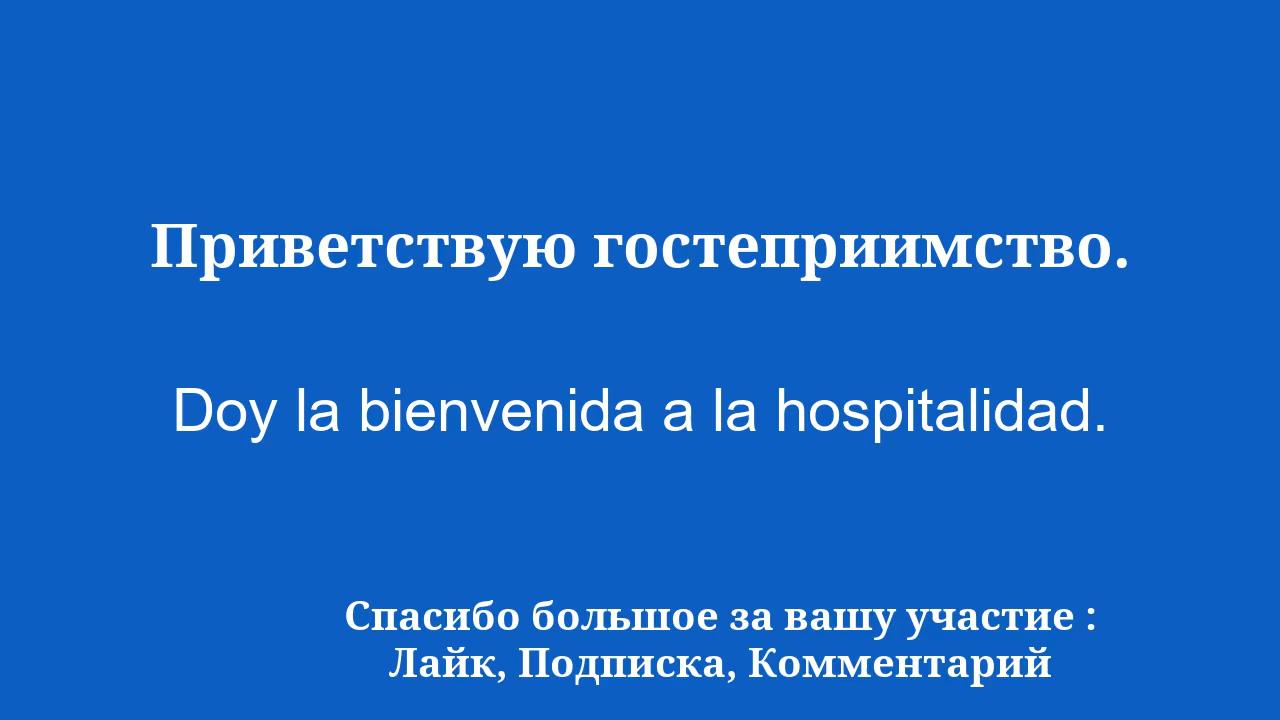 Приветствую гостеприимство.
Doy la bienvenida a la hospitalidad.
Спасибо большое за вашу участие :
Лайк, Подписка, Комментарий